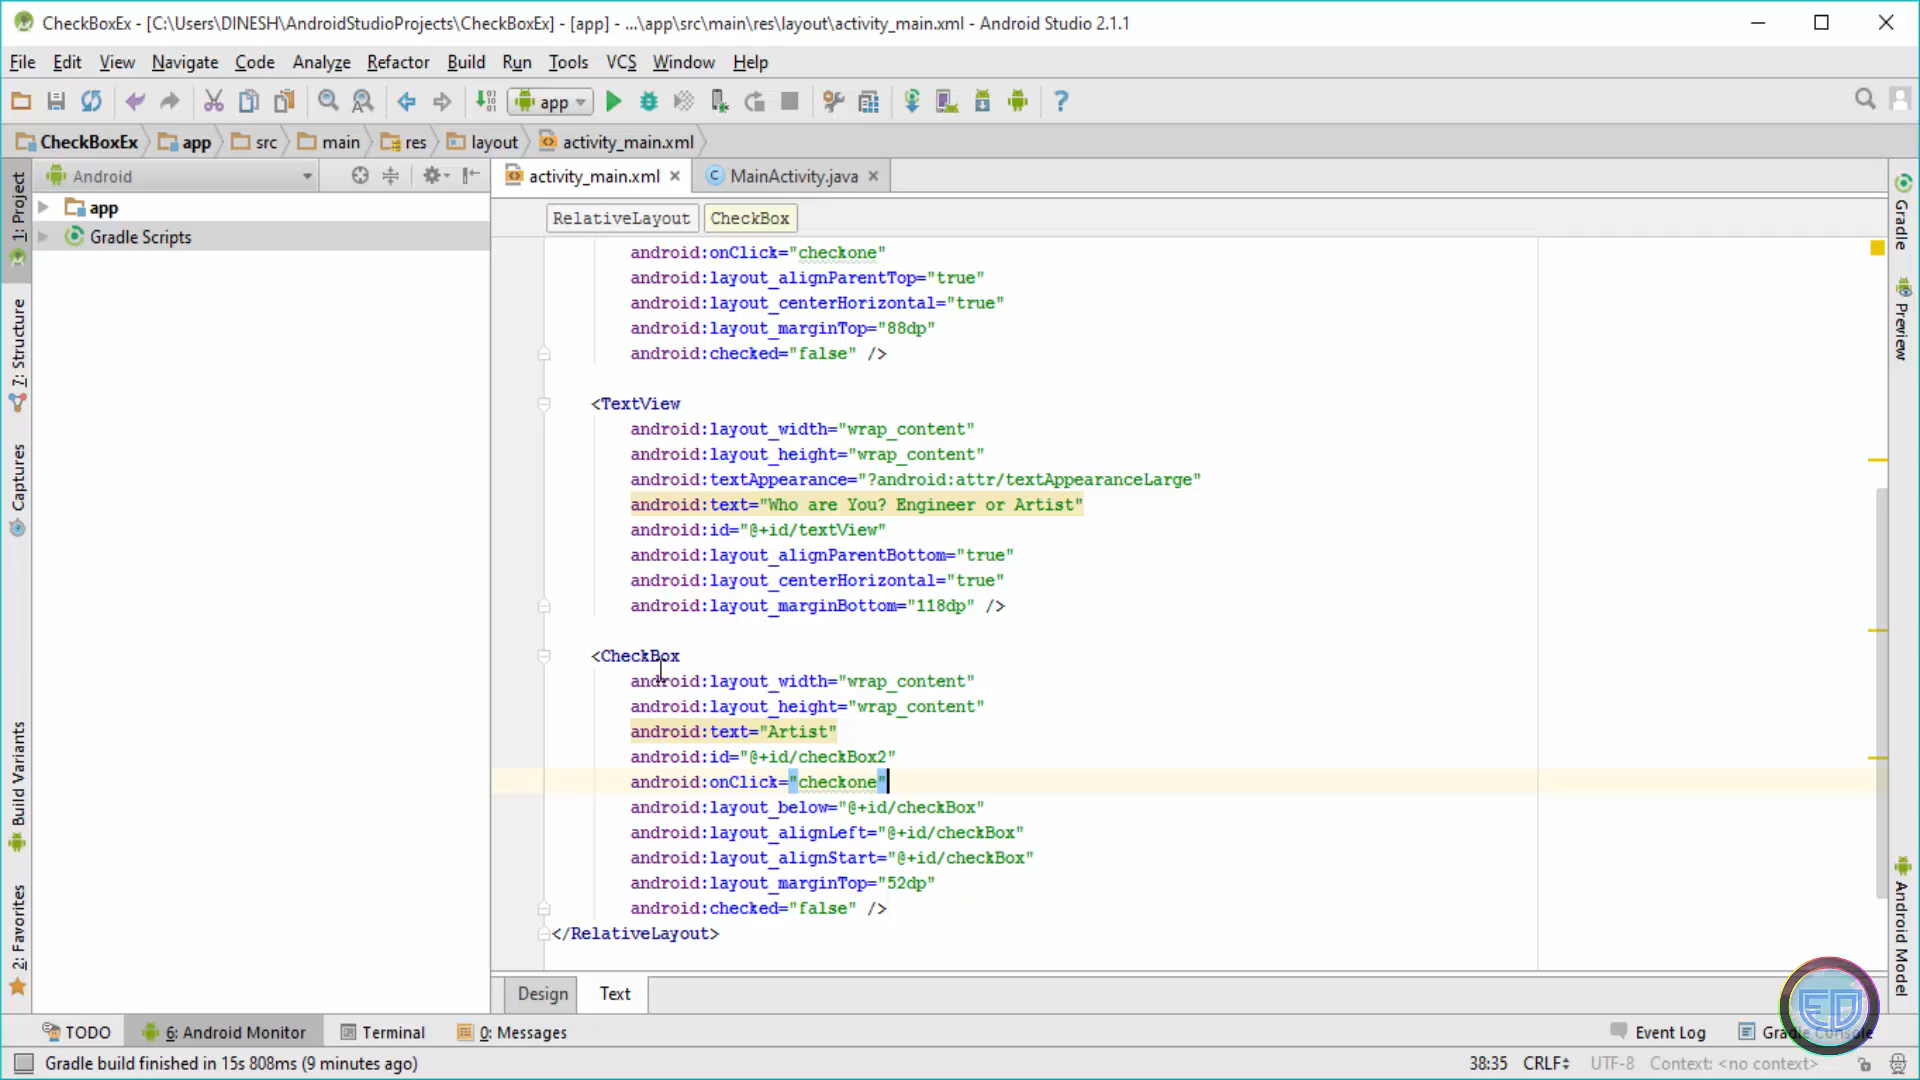 CheckBoxEx - [C:\Users\DINESH\AndroidStudioProjects\CheckBoxEx] - [app] - ...\app\src\main\res\layout\activity_main.xml - Android Studio 2.1.1
File Edit View Navigate Code Analyze Refactor Build Run Tools VCS Window Help
app
CheckBoxEx app src main res layout activity_main.xml
Android
activity_main.xml MainActivity.java
app
Gradle Scripts
RelativeLayout CheckBox
android:onClick="checkone"
android:layout_alignParentTop="true"
android:layout_centerHorizontal="true"
android:layout_marginTop="88dp"
android:checked="false" />
<TextView
android:layout_width="wrap_content"
android:layout_height="wrap_content"
android:textAppearance="?android:attr/textAppearanceLarge"
android:text="Who are You? Engineer or Artist"
android:id="@+id/textView"
android:layout_alignParentBottom="true"
android:layout_centerHorizontal="true"
android:layout_marginBottom="118dp" />
<CheckBox
android:layout_width="wrap_content"
android:layout_height="wrap_content"
android:text="Artist"
android:id="@+id/checkBox2"
android:onClick="checkone"
android:layout_below="@+id/checkBox"
android:layout_alignLeft="@+id/checkBox"
android:layout_alignStart="@+id/checkBox"
android:layout_marginTop="52dp"
android:checked="false" />
</RelativeLayout>
Design Text
1: Project
7: Structure
Captures
Build Variants
2: Favorites
Gradle
Preview
Android Model
ED
TODO 6: Android Monitor Terminal 0: Messages Event Log Gradle Console
Gradle build finished in 15s 808ms (9 minutes ago) 38:35 CRLF UTF-8 Context: <no context>